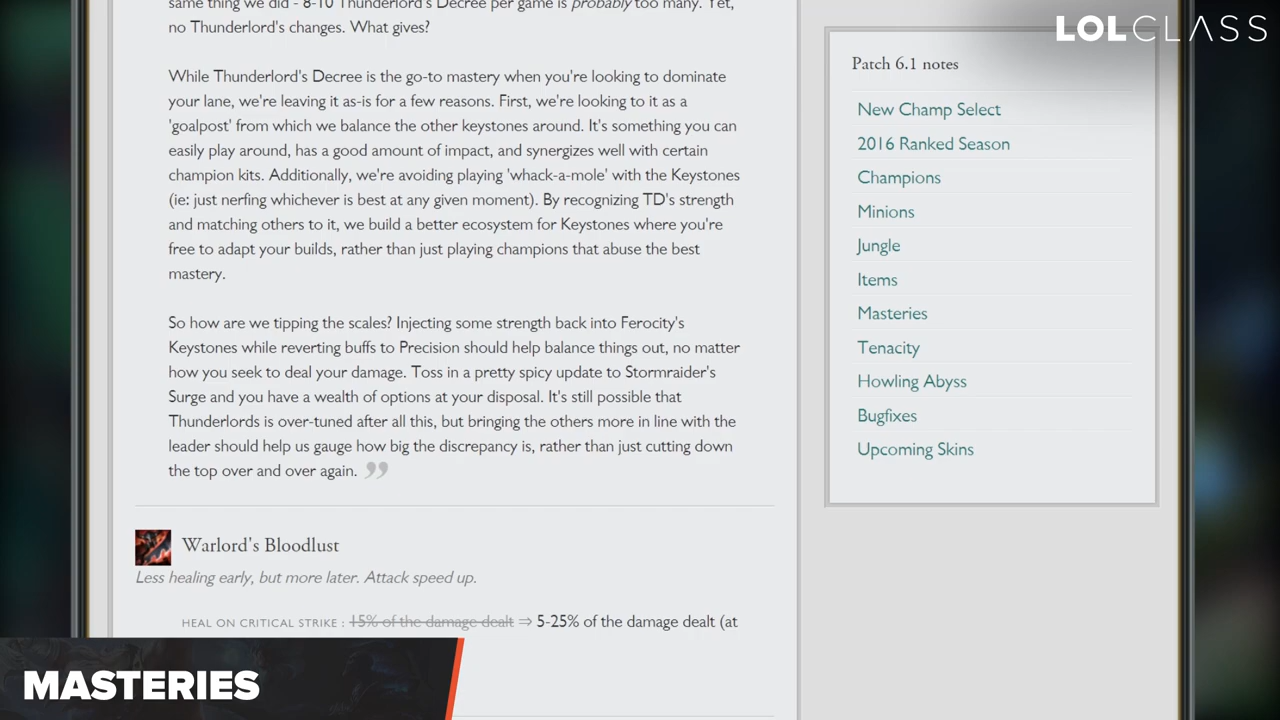 same thing we did - 8-10 Thunderlord's Decree per game is probably too many. Yet,
no Thunderlord's changes. What gives?
While Thunderlord's Decree is the go-to mastery when you're looking to dominate
your lane, we're leaving it as-is for a few reasons. First, we're looking to it as a
'goalpost' from which we balance the other keystones around. It's something you can
easily play around, has a good amount of impact, and synergizes well with certain
champion kits. Additionally, we're avoiding playing 'whack-a-mole' with the Keystones
(ie: just nerfing whichever is best at any given moment). By recognizing TD's strength
and matching others to it, we build a better ecosystem for Keystones where you're
free to adapt your builds, rather than just playing champions that abuse the best
mastery.
So how are we tipping the scales? Injecting some strength back into Ferocity's
Keystones while reverting buffs to Precision should help balance things out, no matter
how you seek to deal your damage. Toss in a pretty spicy update to Stormraider's
Surge and you have a wealth of options at your disposal. It's still possible that
Thunderlords is over-tuned after all this, but bringing the others more in line with the
leader should help us gauge how big the discrepancy is, rather than just cutting down
the top over and over again. ”
Warlord's Bloodlust
Less healing early, but more later. Attack speed up.
HEAL ON CRITICAL STRIKE : 15% of the damage dealt ⇒ 5-25% of the damage dealt (at
MASTERIES
LOLCLASS
Patch 6.1 notes
New Champ Select
2016 Ranked Season
Champions
Minions
Jungle
Items
Masteries
Tenacity
Howling Abyss
Bugfixes
Upcoming Skins